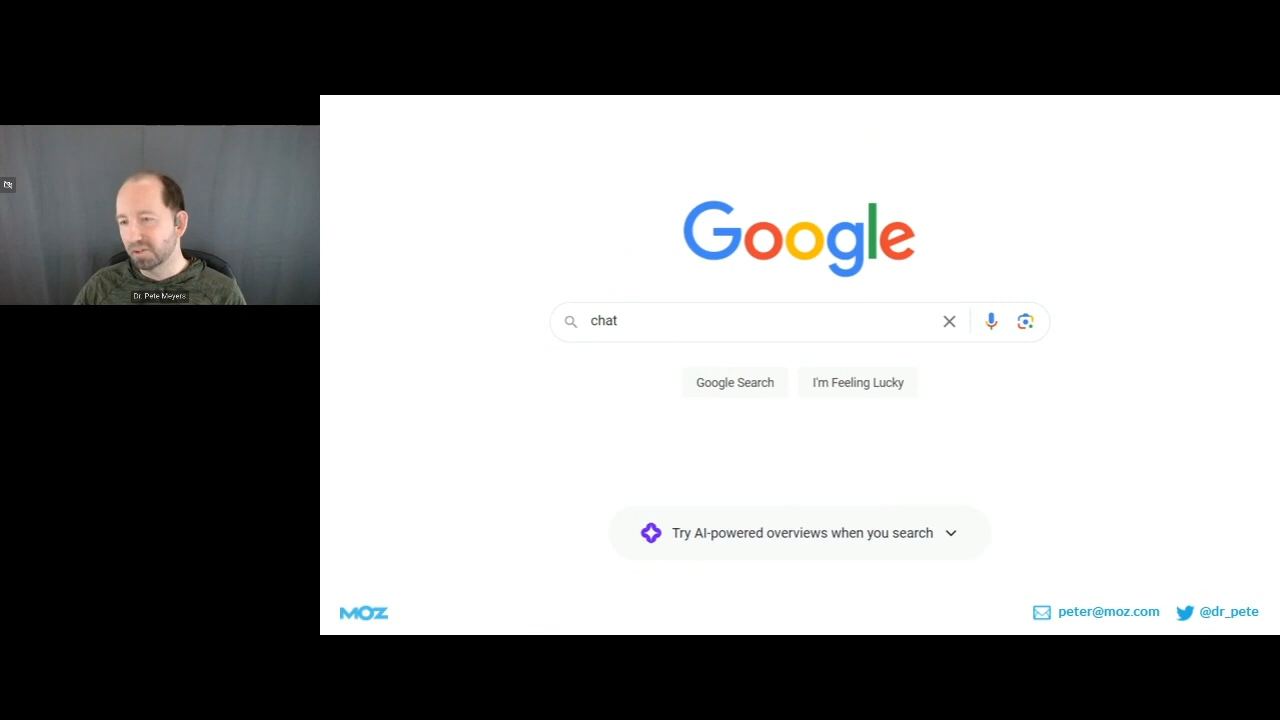 Dr. Pete Meyers
Google
chat
Google Search
I'm Feeling Lucky
Try AI-powered overviews when you search
MOZ
peter@moz.com
@dr_pete